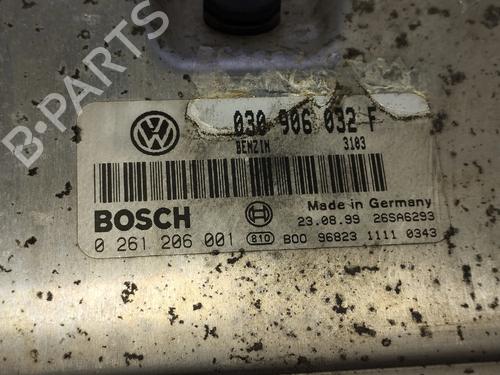 B-PARTS
030 906 032 F
BENZIN 3103
BOSCH
Made in Germany
23.08.99 26SA6293
0 261 206 001 810 B00 96823 1111 0343